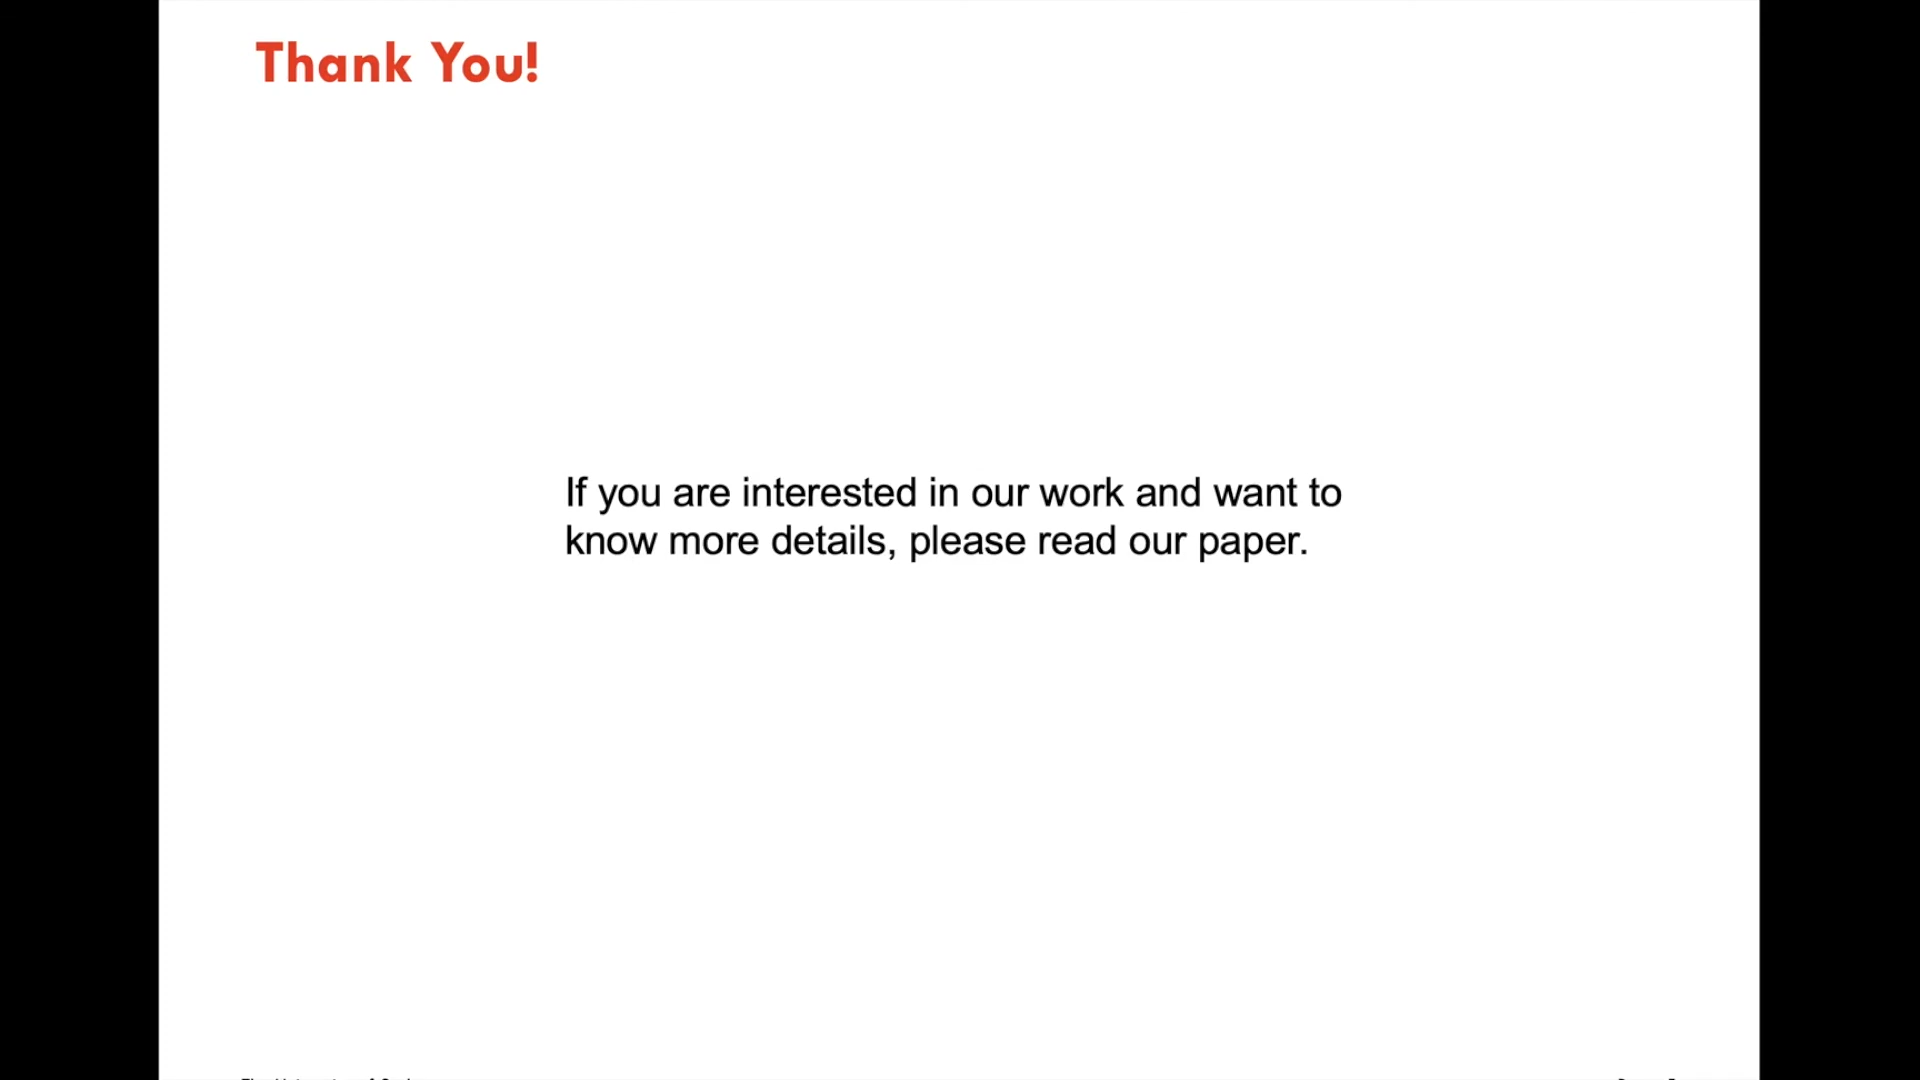 Thank You!
If you are interested in our work and want to
know more details, please read our paper.